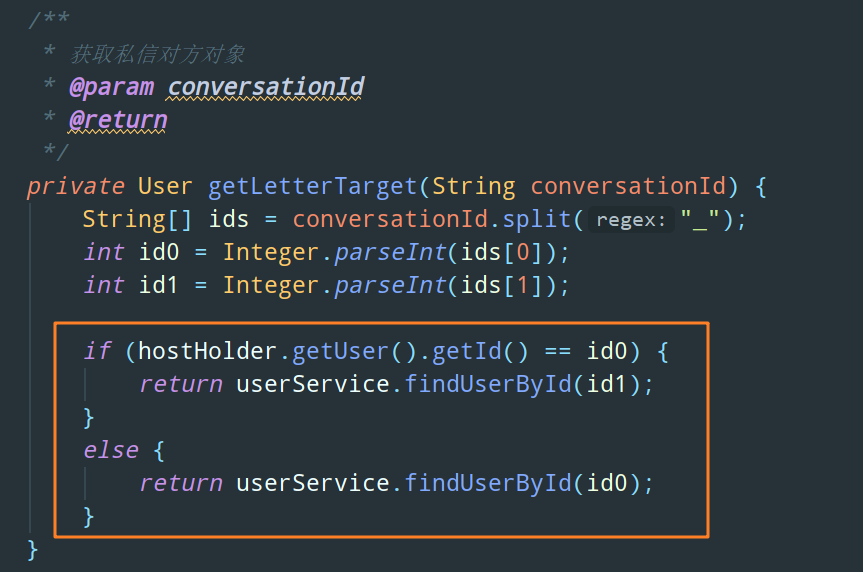 /**
 * 获取私信对方对象
 * @param conversationId
 * @return
 */
private User getLetterTarget(String conversationId) {
    String[] ids = conversationId.split( regex: "_");
    int id0 = Integer.parseInt(ids[0]);
    int id1 = Integer.parseInt(ids[1]);
    if (hostHolder.getUser().getId() == id0) {
        return userService.findUserById(id1);
    }
    else {
        return userService.findUserById(id0);
    }
}